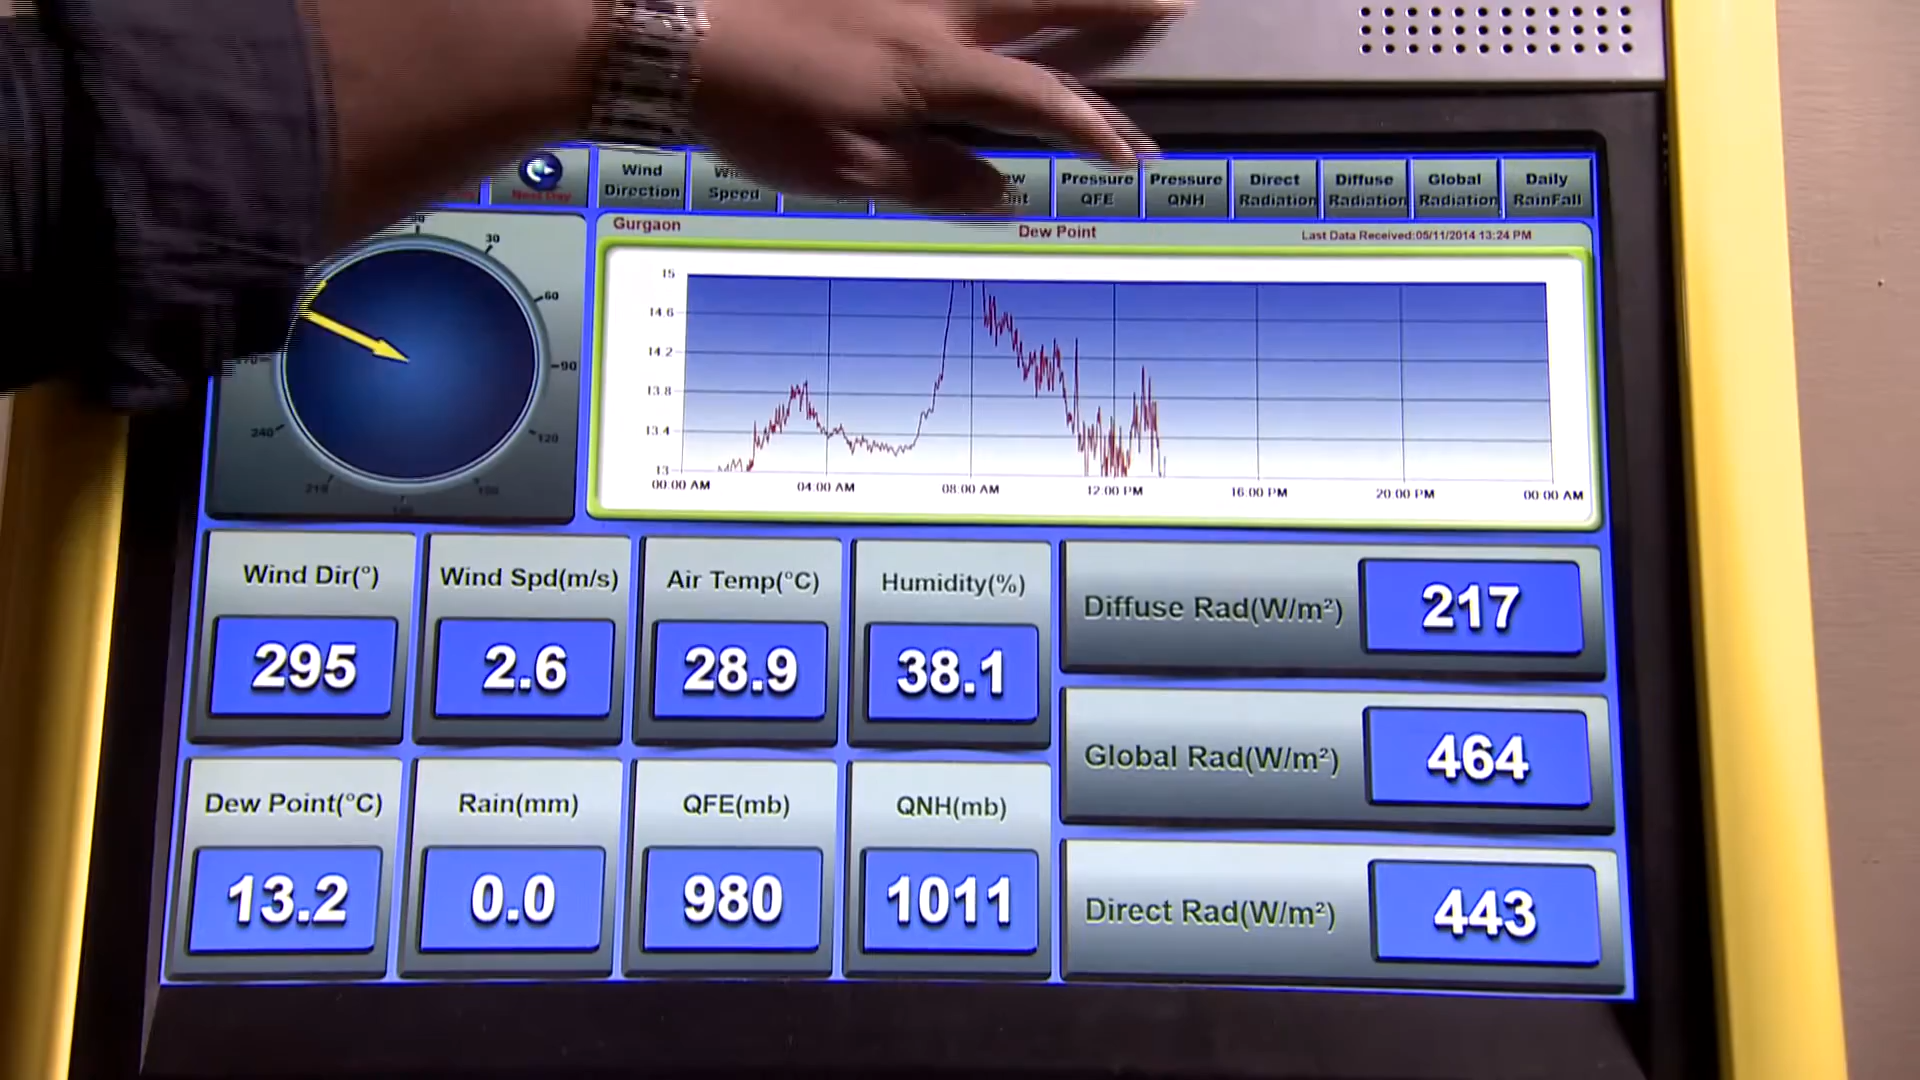 Next Day
Wind
Direction
Speed
Pressure
QFE
Pressure
QNH
Direct
Radiation
Diffuse
Radiation
Global
Radiation
Daily
RainFall
Gurgaon
Dew Point
Last Data Received:05/11/2014 13:24 PM
30
60
90
120
240
15
14.6
14.2
13.8
13.4
13
00:00 AM
04:00 AM
08:00 AM
12:00 PM
16:00 PM
20:00 PM
00:00 AM
Wind Dir(°)
295
Wind Spd(m/s)
2.6
Air Temp(°C)
28.9
Humidity(%)
38.1
Diffuse Rad(W/m²)
217
Global Rad(W/m²)
464
Dew Point(°C)
13.2
Rain(mm)
0.0
QFE(mb)
980
QNH(mb)
1011
Direct Rad(W/m²)
443